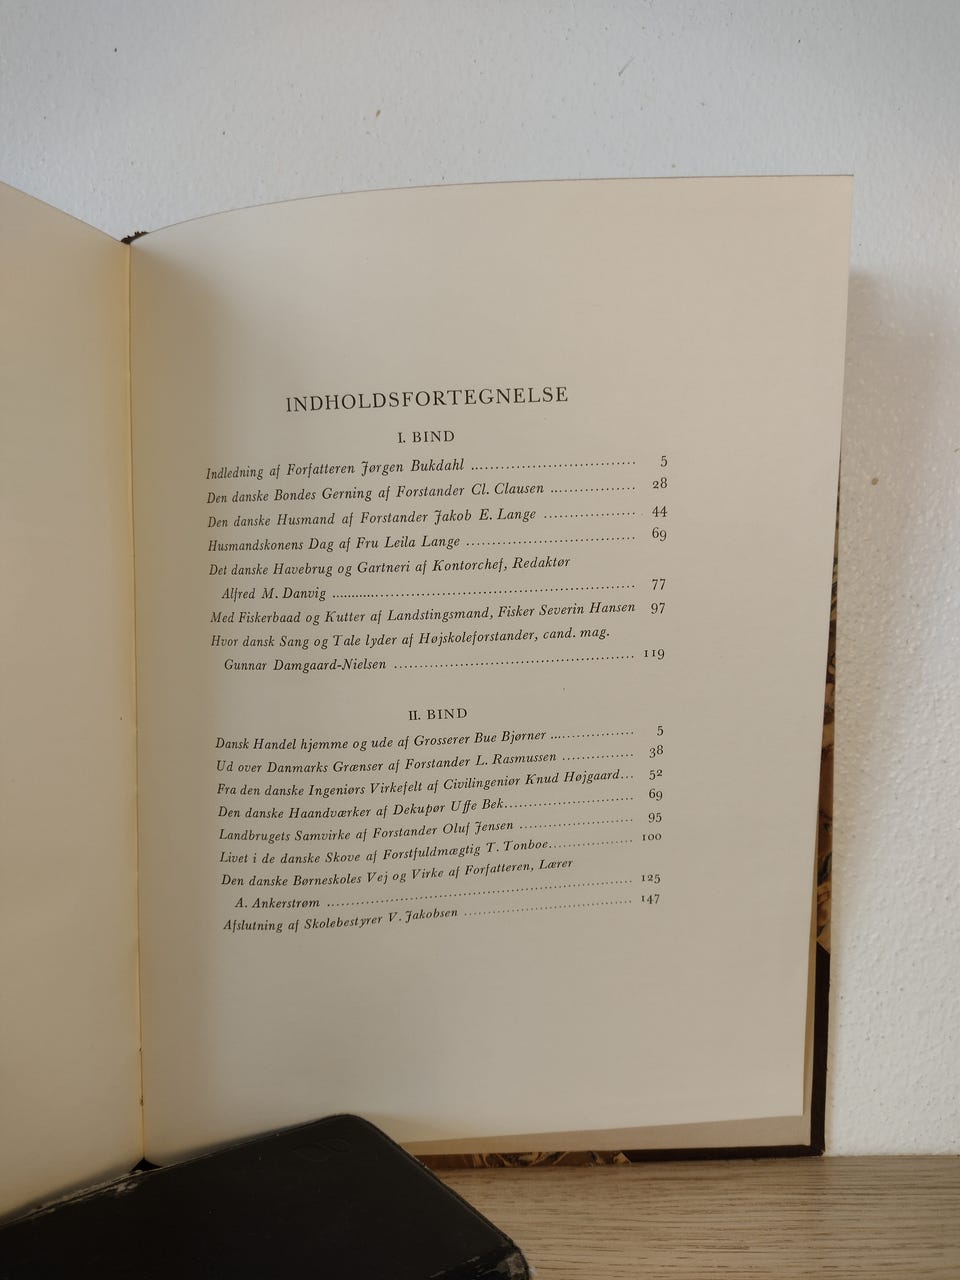 INDHOLDSFORTEGNELSE
I. BIND
Indledning af Forfatteren Jørgen Bukdahl .................................. 5
Den danske Bondes Gerning af Forstander Cl. Clausen ................. 28
Den danske Husmand af Forstander Jakob E. Lange ................... 44
Husmandskonens Dag af Fru Leila Lange ................................... 69
Det danske Havebrug og Gartneri af Kontorchef, Redaktør
Alfred M. Danvig ............................................................... 77
Med Fiskerbaad og Kutter af Landstingsmand, Fisker Severin Hansen 97
Hvor dansk Sang og Tale lyder af Højskoleforstander, cand. mag.
Gunnar Damgaard-Nielsen .................................................. 119
II. BIND
Dansk Handel hjemme og ude af Grosserer Bue Bjørner ................. 5
Ud over Danmarks Grænser af Forstander L. Rasmussen ............... 38
Fra den danske Ingeniørs Virkefelt af Civilingeniør Knud Højgaard... 52
Den danske Haandværker af Dekupør Uffe Bek........................... 69
Landbrugets Samvirke af Forstander Oluf Jensen ........................ 95
Livet i de danske Skove af Forstfuldmægtig T. Tonboe.................. 100
Den danske Børneskoles Vej og Virke af Forfatteren, Lærer
A. Ankerstrøm ................................................................ 125
Afslutning af Skolebestyrer V. Jakobsen .................................... 147